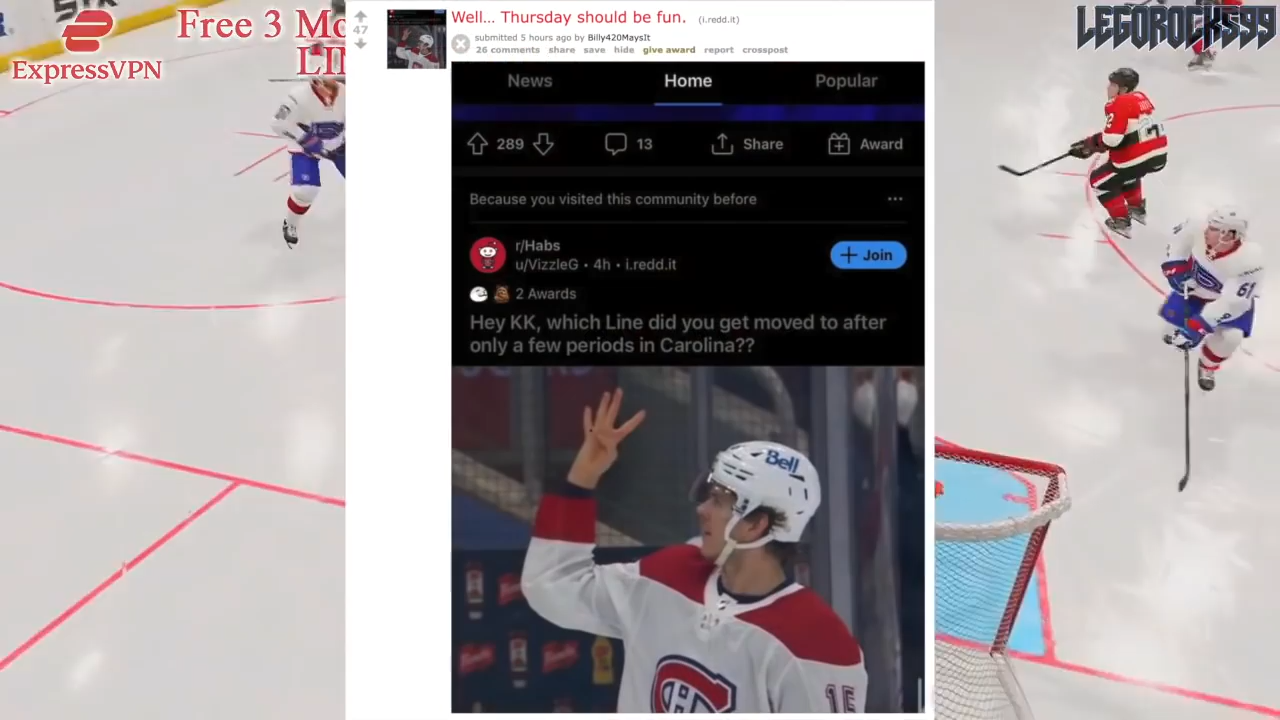 ExpressVPN
Free 3 Mo
LIN
LEGOROCKS99
47
Well... Thursday should be fun. (i.redd.it)
submitted 5 hours ago by Billy420MaysIt
26 comments share save hide give award report crosspost
News Home Popular
289 13 Share Award
Because you visited this community before
r/Habs
u/VizzleG • 4h • i.redd.it
+ Join
2 Awards
Hey KK, which Line did you get moved to after
only a few periods in Carolina??
Bell
15
61